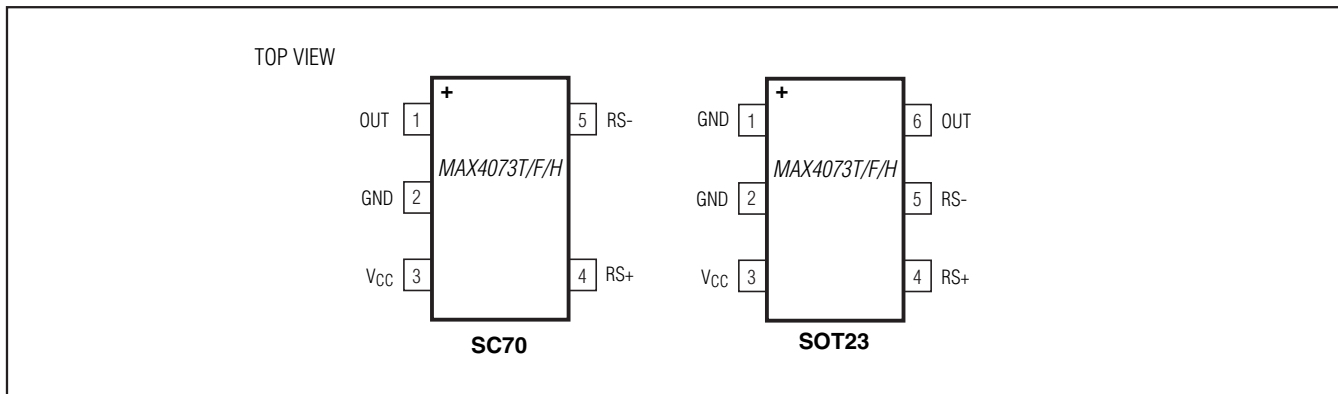 TOP VIEW
+
OUT 1
5 RS-
MAX4073T/F/H
GND 2
VCC 3
4 RS+
SC70
+
GND 1
6 OUT
MAX4073T/F/H
GND 2
5 RS-
VCC 3
4 RS+
SOT23